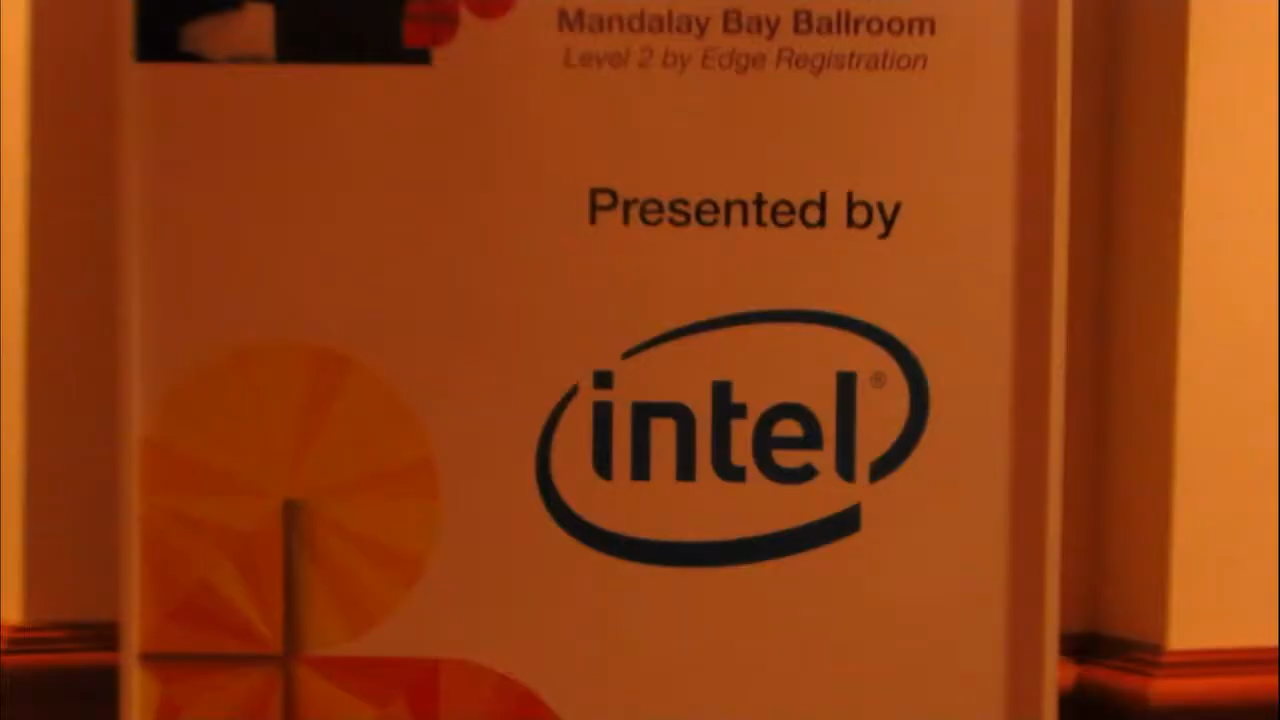 Mandalay Bay Ballroom
Level 2 by Edge Registration
Presented by
intel®